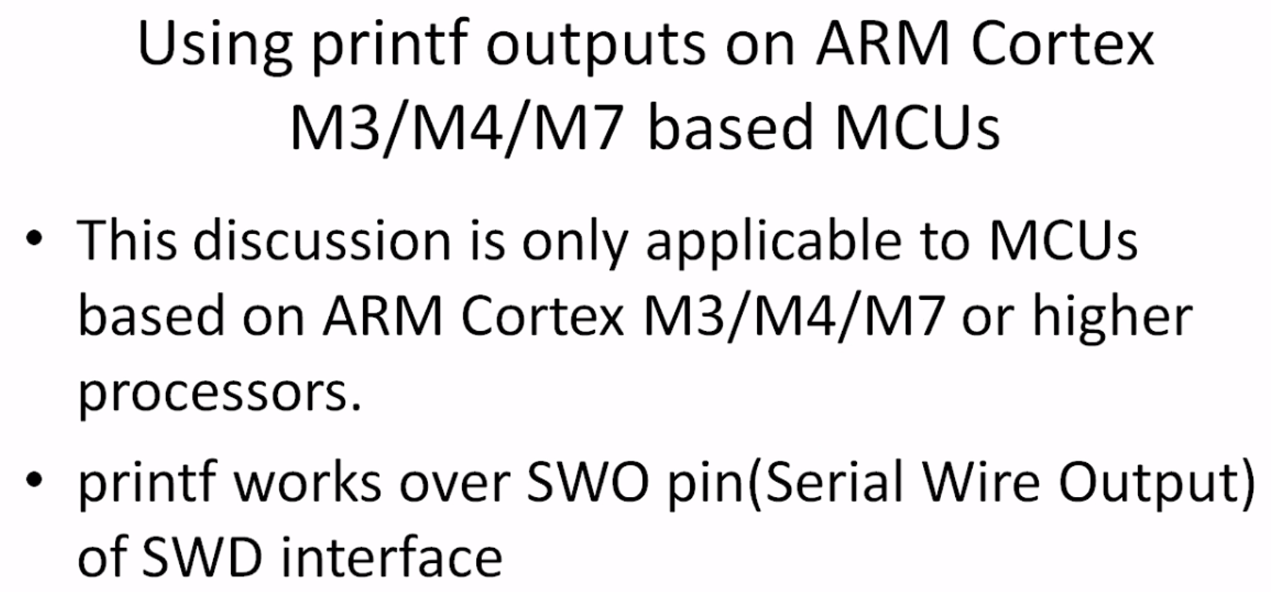 Using printf outputs on ARM Cortex
M3/M4/M7 based MCUs
• This discussion is only applicable to MCUs
based on ARM Cortex M3/M4/M7 or higher
processors.
• printf works over SWO pin(Serial Wire Output)
of SWD interface